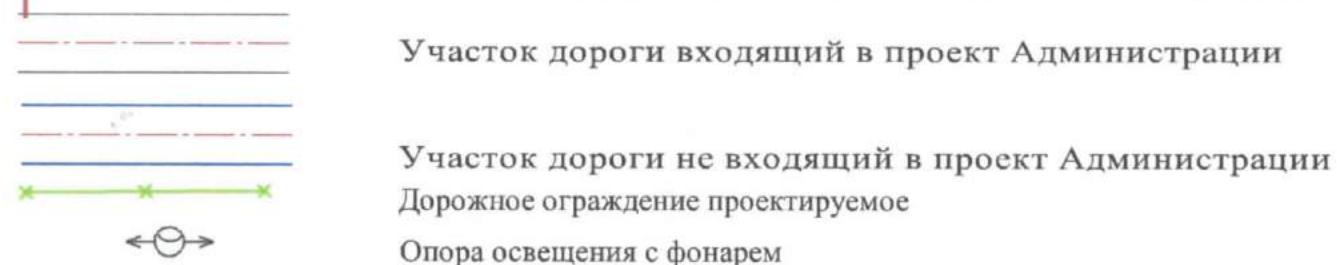 Участок дороги входящий в проект Администрации
Участок дороги не входящий в проект Администрации
Дорожное ограждение проектируемое
Опора освещения с фонарем